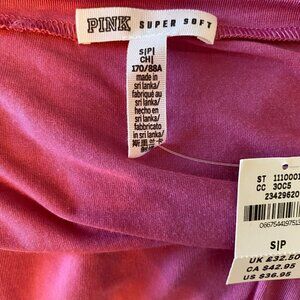 PINK SUPER SOFT
S|P|
CH|
170/88A
made in
sri lanka/
fabriqué au
sri lanka/
hecho en
sri lanka/
fabbricato
in sri lanka/
ST 1110001
CC 3OC5
23429620
S|P
UK £32.50
CA $42.95
US $36.95